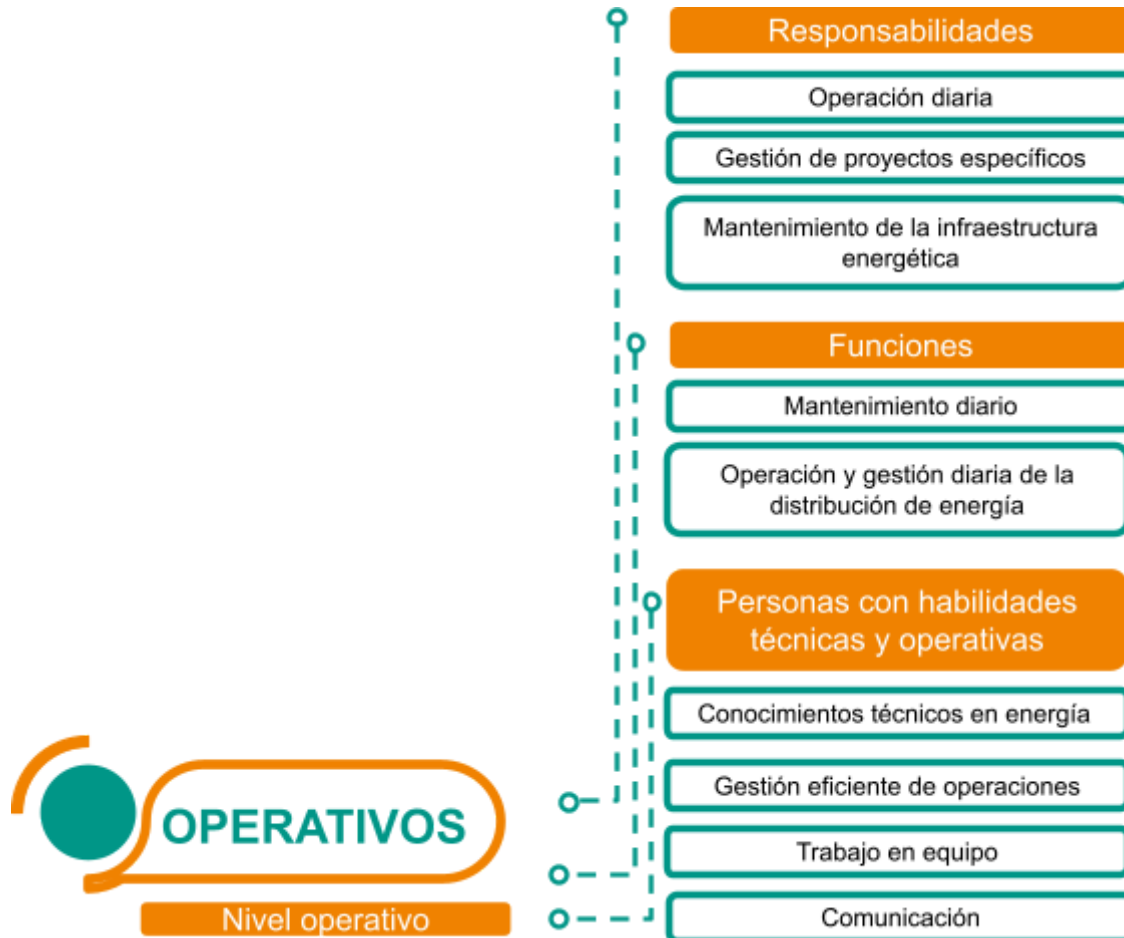 Responsabilidades
Operación diaria
Gestión de proyectos específicos
Mantenimiento de la infraestructura
energética
Funciones
Mantenimiento diario
Operación y gestión diaria de la
distribución de energía
Personas con habilidades
técnicas y operativas
Conocimientos técnicos en energía
Gestión eficiente de operaciones
Trabajo en equipo
Comunicación
OPERATIVOS
Nivel operativo